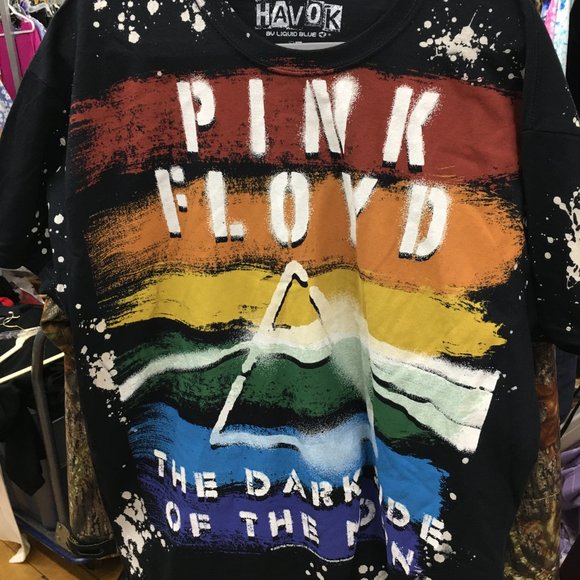 HAVOK
BY LIQUID BLUE
PINK
FLOYD
THE DARK
OF THE